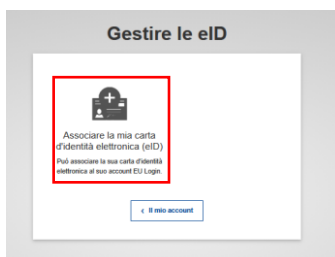 Gestire le eID
Associare la mia carta
d'identità elettronica (eID)
Può associare la sua carta d'identità
elettronica al suo account EU Login.
‹ Il mio account